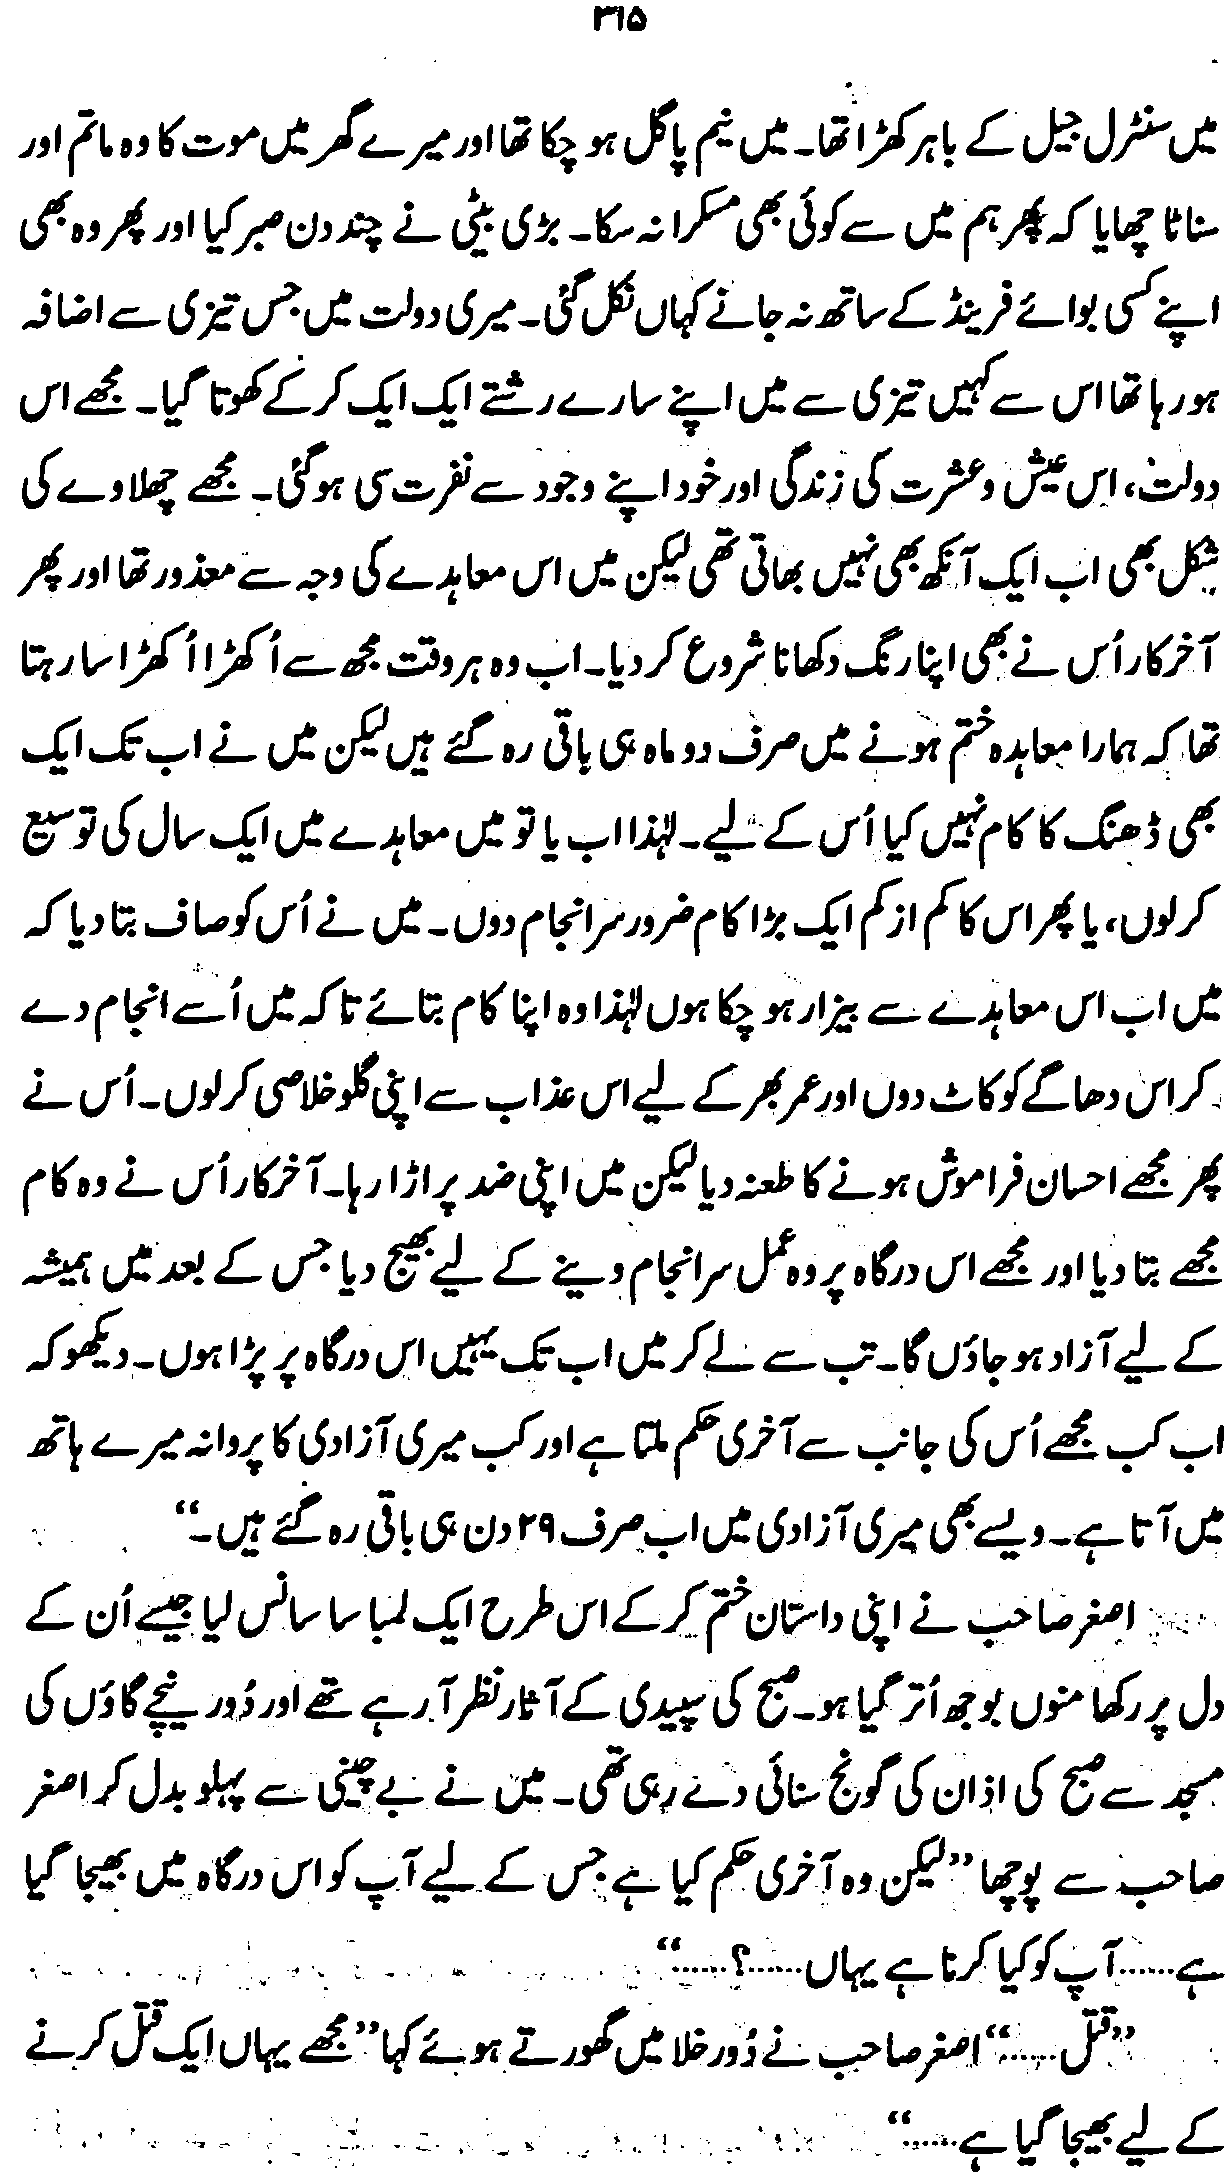 ۳۱۵
میں سنٹرل جیل کے باہر کھڑا تھا۔ میں نیم پاگل ہو چکا تھا اور میرے گھر میں موت کا وہ ماتم اور
سناٹا چھایا کہ پھر ہم میں سے کوئی بھی مسکرا نہ سکا۔ بڑی بیٹی نے چند دن صبر کیا اور پھر وہ بھی
اپنے کسی بوائے فرینڈ کے ساتھ نہ جانے کہاں نکل گئی۔ میری دولت میں جس تیزی سے اضافہ
ہو رہا تھا اس سے کہیں تیزی سے میں اپنے سارے رشتے ایک ایک کر کے کھوتا گیا۔ مجھے اس
دولت، اس عیش و عشرت کی زندگی اور خود اپنے وجود سے نفرت سی ہو گئی۔ مجھے چھلاوے کی
شکل بھی اب ایک آنکھ بھی نہیں بھاتی تھی لیکن میں اس معاہدے کی وجہ سے معذور تھا اور پھر
آخر کار اُس نے بھی اپنا رنگ دکھانا شروع کر دیا۔ اب وہ ہر وقت مجھ سے اُکھڑا اُکھڑا سا رہتا
تھا کہ ہمارا معاہدہ ختم ہونے میں صرف دو ماہ ہی باقی رہ گئے ہیں لیکن میں نے اب تک ایک
بھی ڈھنگ کا کام نہیں کیا اُس کے لیے۔ لہٰذا اب یا تو میں معاہدے میں ایک سال کی توسیع
کر لوں، یا پھر اس کا کم از کم ایک بڑا کام ضرور سرانجام دوں۔ میں نے اُس کو صاف بتا دیا کہ
میں اب اس معاہدے سے بیزار ہو چکا ہوں لہٰذا وہ اپنا کام بتائے تا کہ میں اُسے انجام دے
کر اس دھاگے کو کاٹ دوں اور عمر بھر کے لیے اس عذاب سے اپنی گلو خلاصی کر لوں۔ اُس نے
پھر مجھے احسان فراموش ہونے کا طعنہ دیا لیکن میں اپنی ضد پر اڑا رہا۔ آخر کار اُس نے وہ کام
مجھے بتا دیا اور مجھے اس درگاہ پر وہ عمل سرانجام دینے کے لیے بھیج دیا جس کے بعد میں ہمیشہ
کے لیے آزاد ہو جاؤں گا۔ تب سے لے کر میں اب تک یہیں اس درگاہ پر پڑا ہوں۔ دیکھو کہ
اب کب مجھے اُس کی جانب سے آخری حکم ملتا ہے اور کب میری آزادی کا پروانہ میرے ہاتھ
میں آتا ہے۔ ویسے بھی میری آزادی میں اب صرف ۲۹ دن ہی باقی رہ گئے ہیں۔“
اصغر صاحب نے اپنی داستان ختم کر کے اس طرح ایک لمبا سا سانس لیا جیسے اُن کے
دل پر رکھا منوں بوجھ اُتر گیا ہو۔ صبح کی سپیدی کے آثار نظر آ رہے تھے اور دُور نیچے گاؤں کی
مسجد سے صبح کی اذان کی گونج سنائی دے رہی تھی۔ میں نے بے چینی سے پہلو بدل کر اصغر
صاحب سے پوچھا ”لیکن وہ آخری حکم کیا ہے جس کے لیے آپ کو اس درگاہ میں بھیجا گیا
ہے……آپ کو کیا کرنا ہے یہاں……؟……“
”قتل……“ اصغر صاحب نے دُور خلا میں گھورتے ہوئے کہا ”مجھے یہاں ایک قتل کرنے
کے لیے بھیجا گیا ہے……“